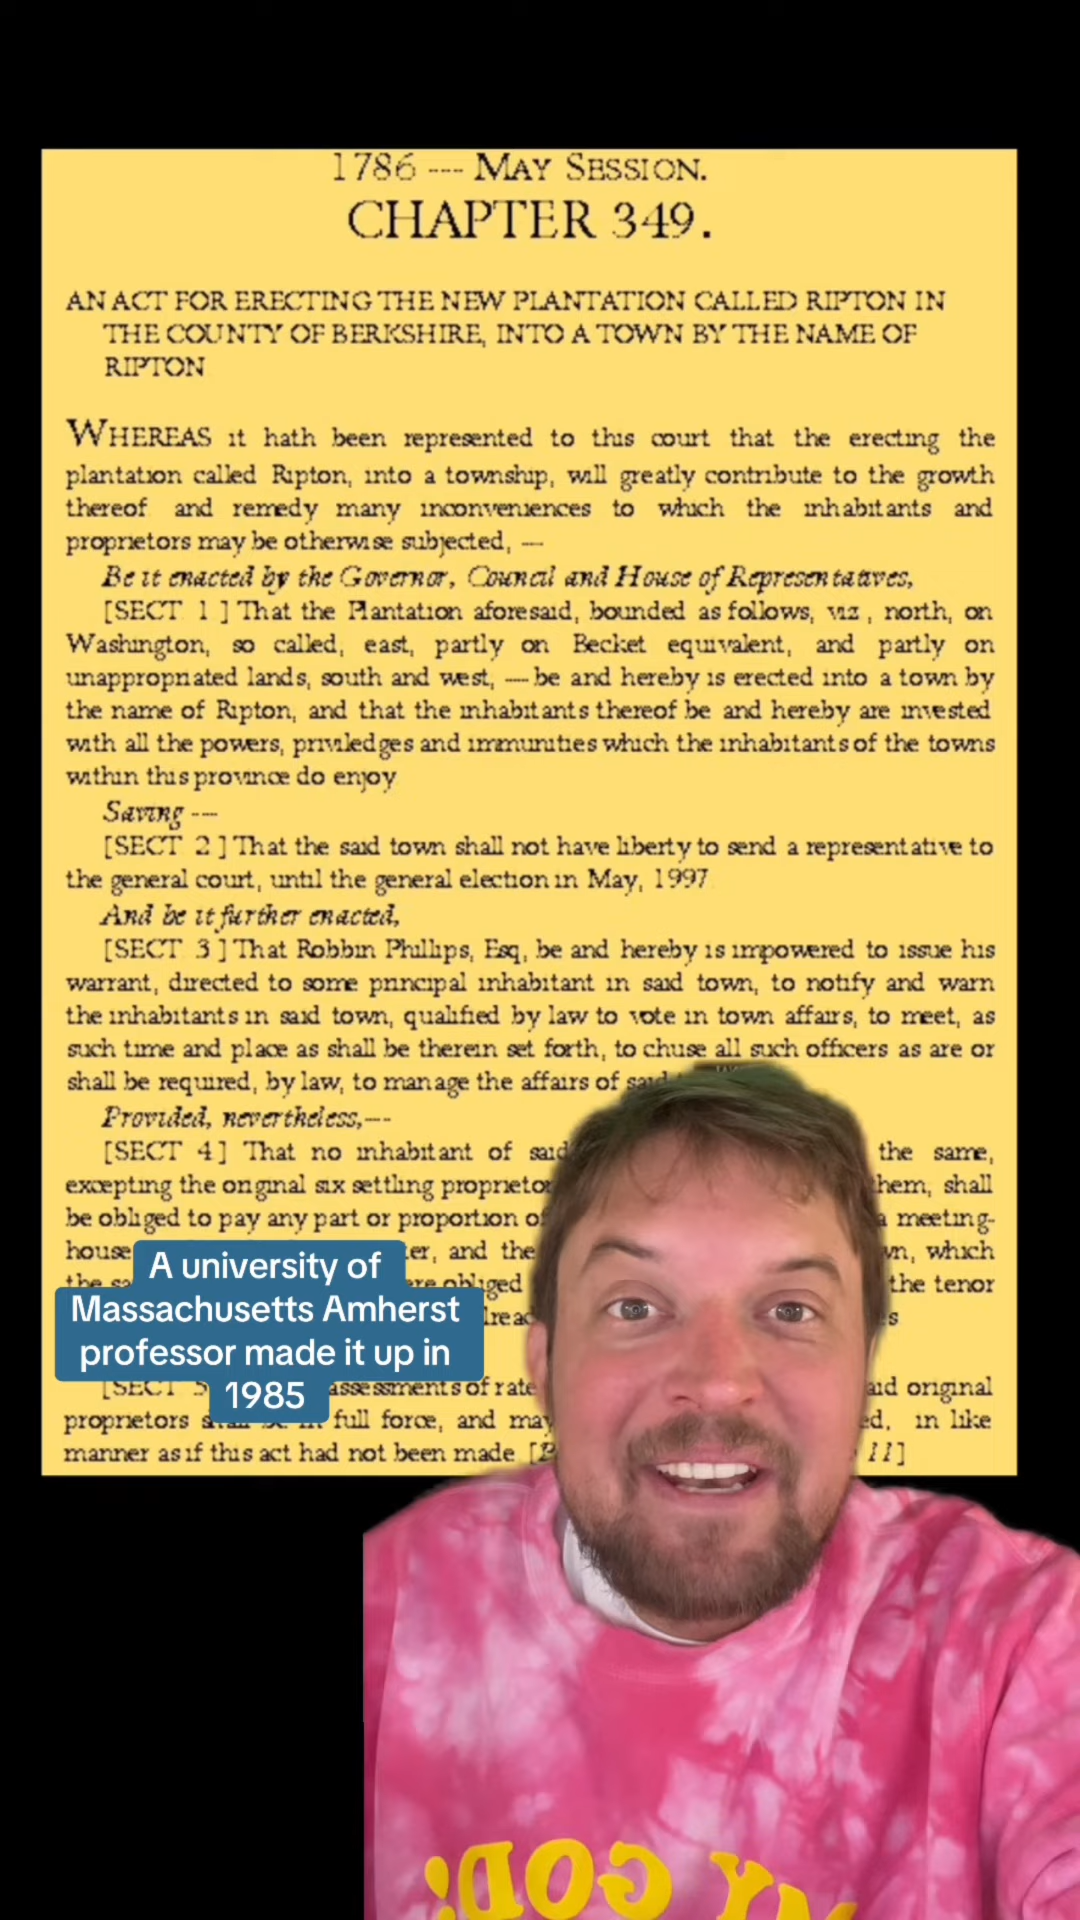 1786 --- MAY SESSION.
CHAPTER 349.
AN ACT FOR ERECTING THE NEW PLANTATION CALLED RIPTON IN
THE COUNTY OF BERKSHIRE, INTO A TOWN BY THE NAME OF
RIPTON
WHEREAS it hath been represented to this court that the erecting the
plantation called Ripton, into a township, will greatly contribute to the growth
thereof and remedy many inconveniences to which the inhabitants and
proprietors may be otherwise subjected, —
Be it enacted by the Governor, Council and House of Representatives,
[SECT 1 ] That the Plantation aforesaid, bounded as follows, viz , north, on
Washington, so called, east, partly on Becket equivalent, and partly on
unappropriated lands, south and west, — be and hereby is erected into a town by
the name of Ripton, and that the inhabitants thereof be and hereby are invested
with all the powers, priviledges and immunities which the inhabitants of the towns
within this province do enjoy
Saving ---
[SECT 2 ] That the said town shall not have liberty to send a representative to
the general court, until the general election in May, 1997
And be it further enacted,
[SECT 3 ] That Robbin Phillips, Esq, be and hereby is impowered to issue his
warrant, directed to some principal inhabitant in said town, to notify and warn
the inhabitants in said town, qualified by law to vote in town affairs, to meet, as
such time and place as shall be therein set forth, to chuse all such officers as are or
shall be required, by law, to manage the affairs of said
Provided, nevertheless,---
[SECT 4 ] That no inhabitant of said the same,
excepting the original six settling shall
be obliged to pay any part or proportion a meeting-
house and the which
the obliged the tenor
A university of
Massachusetts Amherst
professor made it up in
1985
[SECT assessments of original
proprietors full force, and may in like
manner as if this act had not been made
MY GOD!